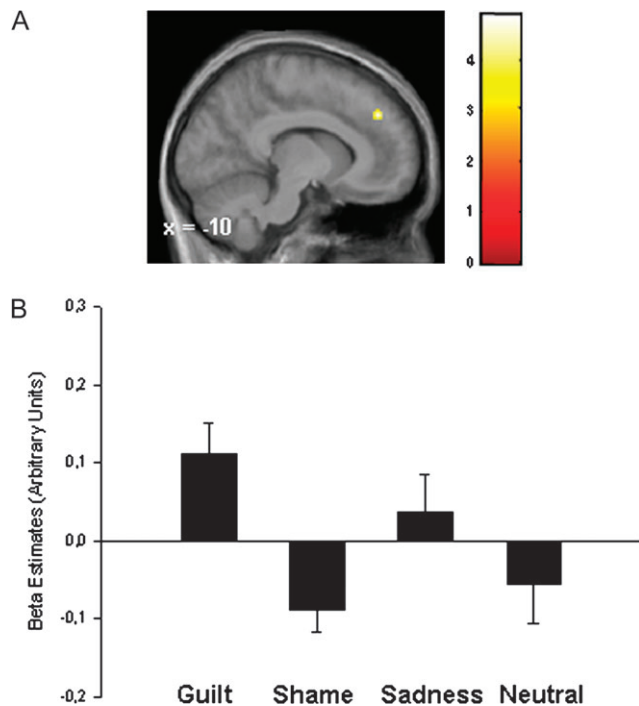 A
x = -10
4
3
2
1
0
B
Beta Estimates (Arbitrary Units)
0,3
0,2
0,1
0,0
-0,1
-0,2
Guilt Shame Sadness Neutral